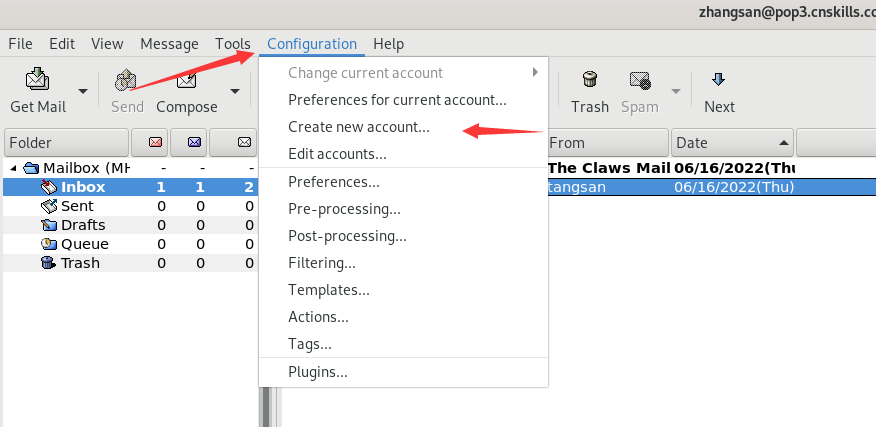 zhangsan@pop3.cnskills.co
File Edit View Message Tools Configuration Help
Get Mail Send Compose Trash Spam Next
Change current account
Preferences for current account...
Create new account...
Edit accounts...
Preferences...
Pre-processing...
Post-processing...
Filtering...
Templates...
Actions...
Tags...
Plugins...
Folder From Date
Mailbox (MH - - - The Claws Mail 06/16/2022(Thu
Inbox 1 1 2 tangsan 06/16/2022(Thu)
Sent 0 0 0
Drafts 0 0 0
Queue 0 0 0
Trash 0 0 0